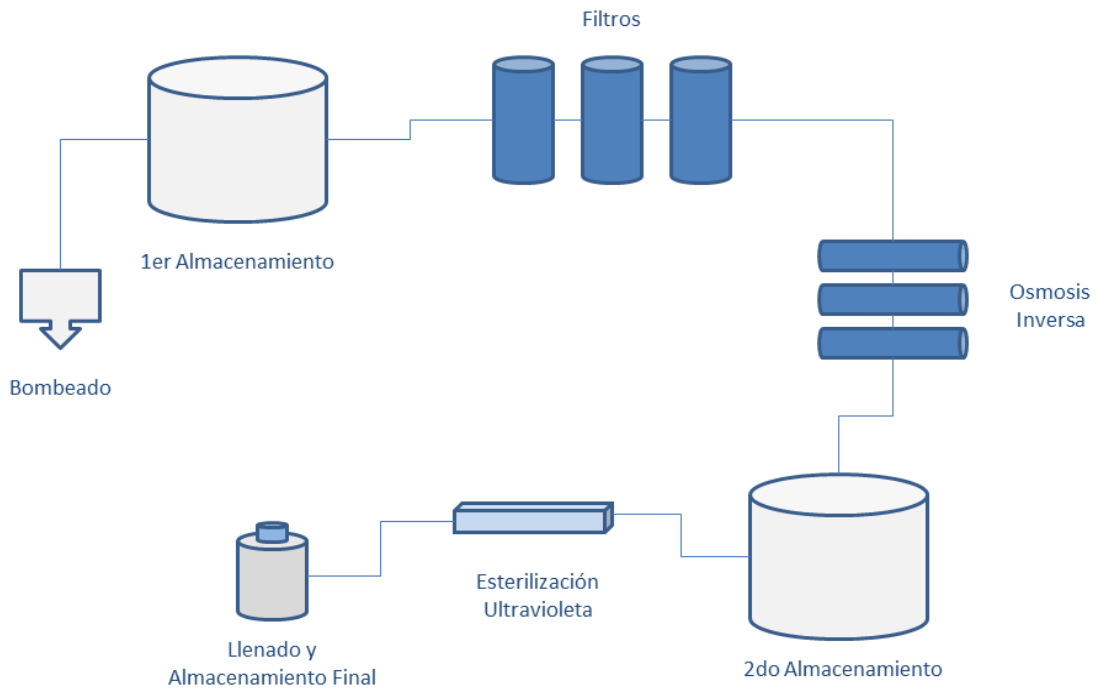 Filtros
1er Almacenamiento
Bombeado
Osmosis
Inversa
2do Almacenamiento
Esterilización
Ultravioleta
Llenado y
Almacenamiento Final